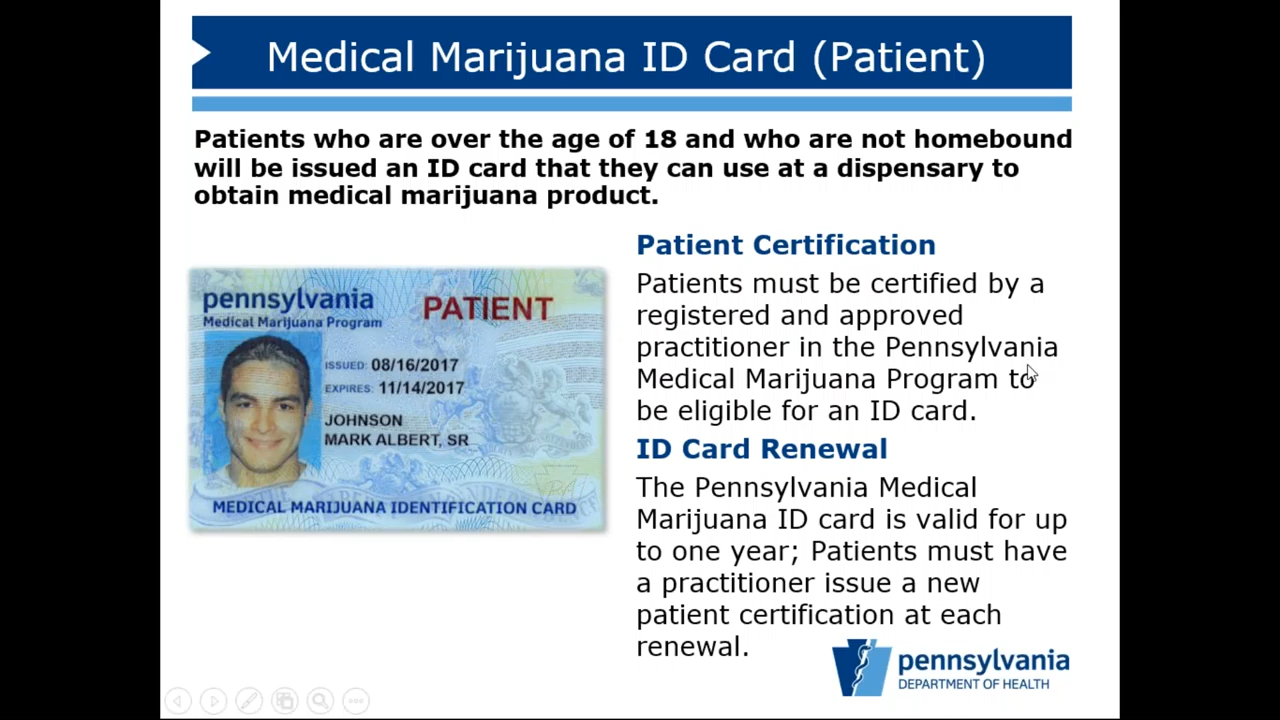 Medical Marijuana ID Card (Patient)
Patients who are over the age of 18 and who are not homebound
will be issued an ID card that they can use at a dispensary to
obtain medical marijuana product.
pennsylvania
Medical Marijuana Program
PATIENT
ISSUED: 08/16/2017
EXPIRES: 11/14/2017
JOHNSON
MARK ALBERT, SR
MEDICAL MARIJUANA IDENTIFICATION CARD
Patient Certification
Patients must be certified by a
registered and approved
practitioner in the Pennsylvania
Medical Marijuana Program to
be eligible for an ID card.
ID Card Renewal
The Pennsylvania Medical
Marijuana ID card is valid for up
to one year; Patients must have
a practitioner issue a new
patient certification at each
renewal.
pennsylvania
DEPARTMENT OF HEALTH